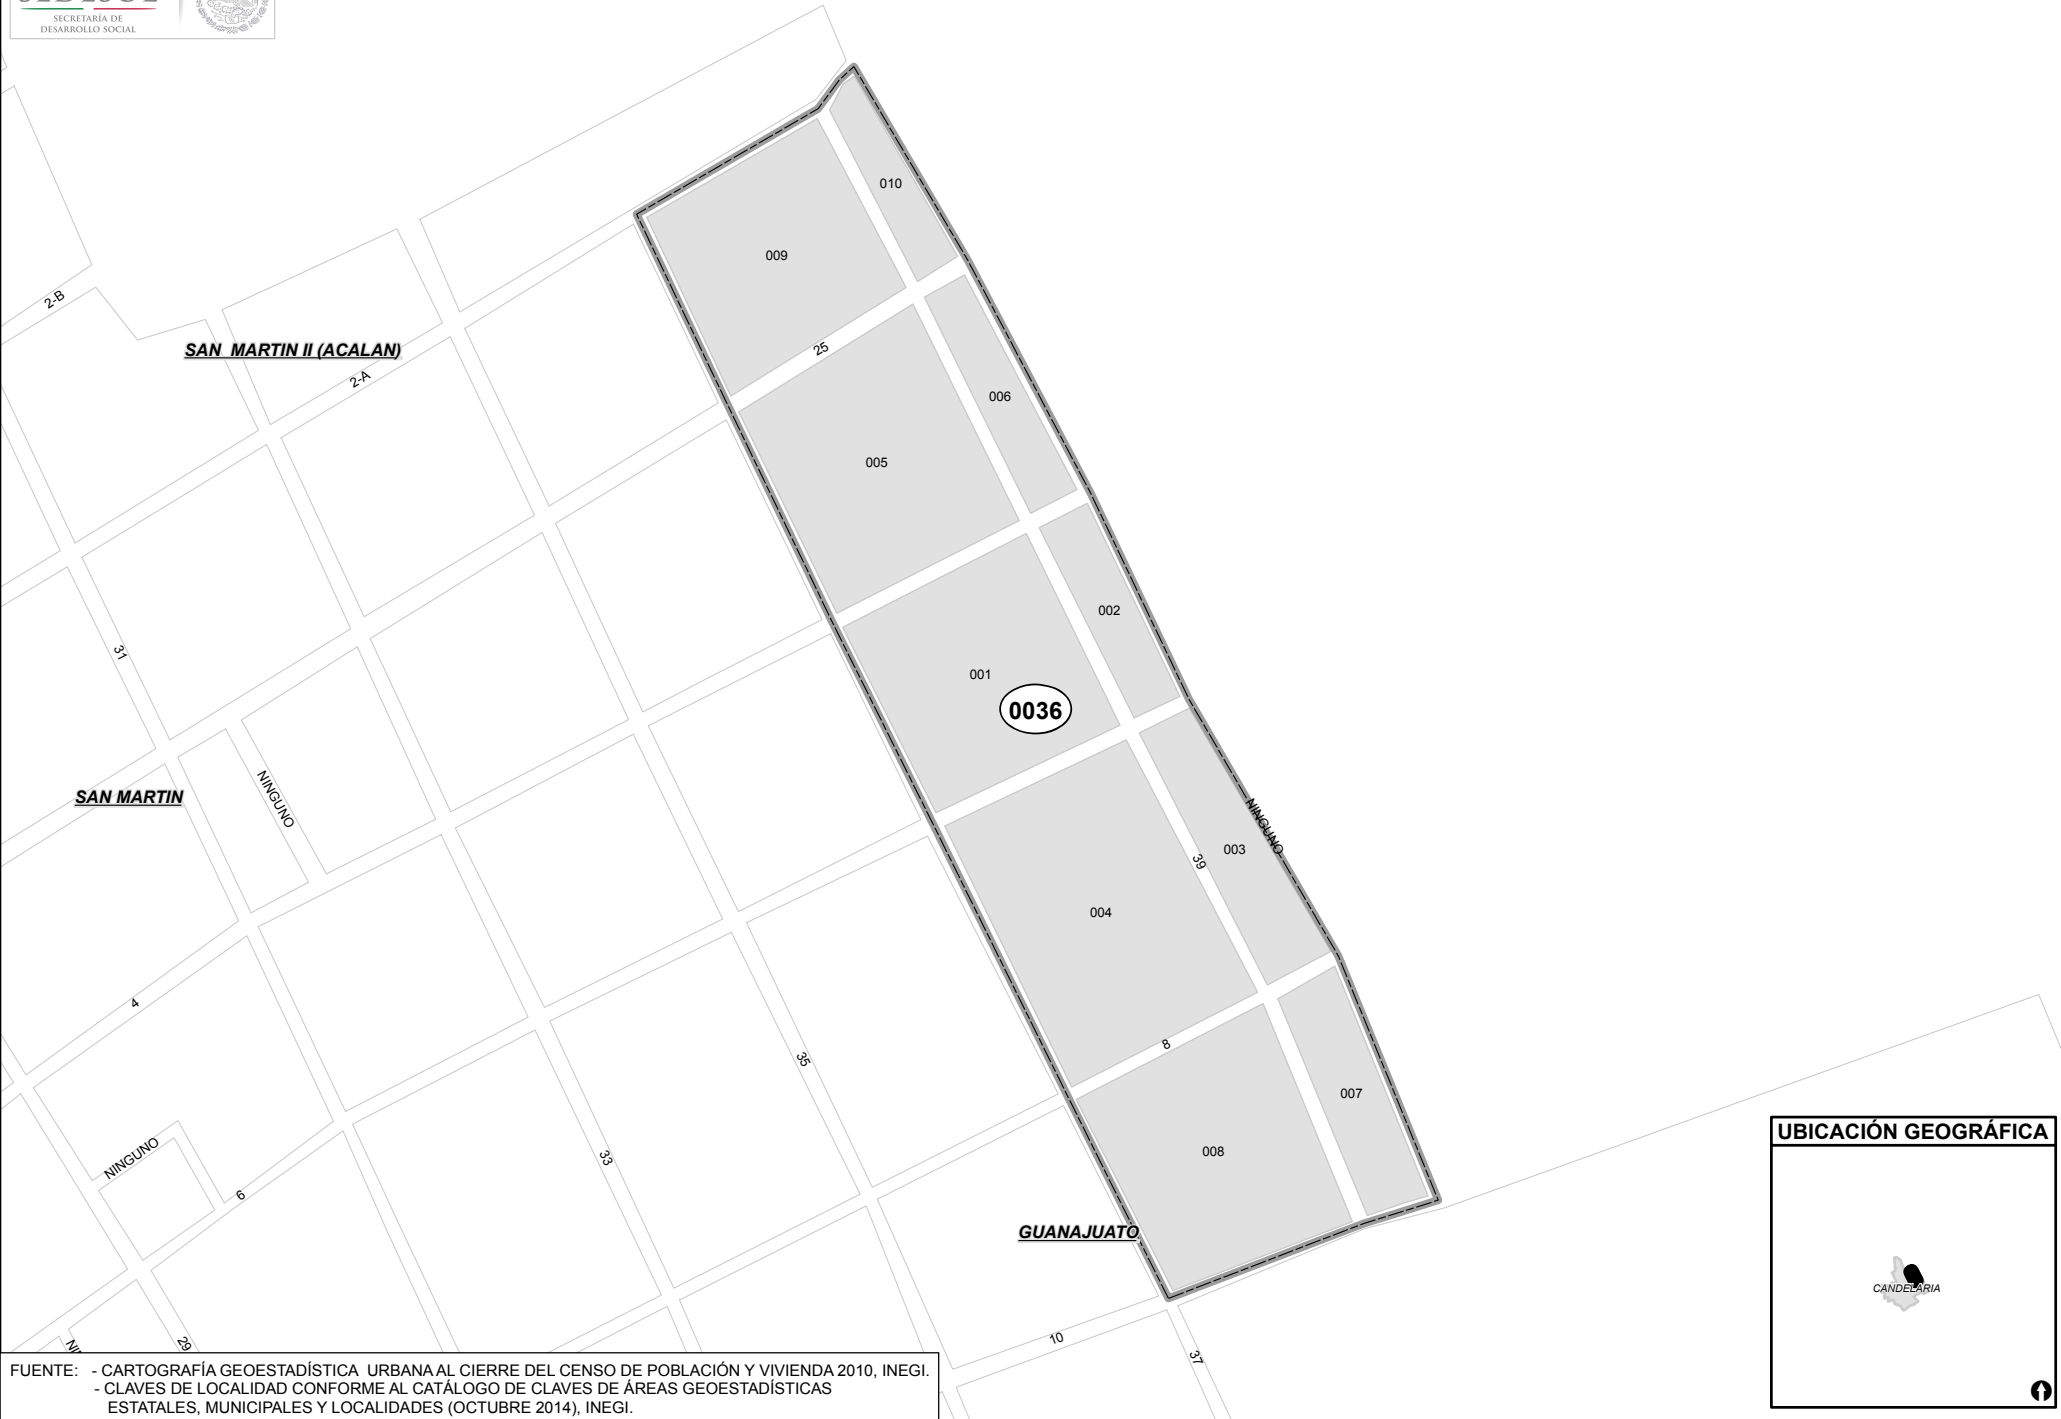 SEDESOL
SECRETARÍA DE
DESARROLLO SOCIAL
010
009
2-B
25
SAN MARTIN II (ACALAN)
2-A
006
005
002
31
001
0036
SAN MARTIN
NINGUNO
NINGUNO
003
39
004
4
8
35
007
NINGUNO
33
008
6
UBICACIÓN GEOGRÁFICA
GUANAJUATO
CANDELARIA
10
29
37
FUENTE: - CARTOGRAFÍA GEOESTADÍSTICA URBANA AL CIERRE DEL CENSO DE POBLACIÓN Y VIVIENDA 2010, INEGI.
- CLAVES DE LOCALIDAD CONFORME AL CATÁLOGO DE CLAVES DE ÁREAS GEOESTADÍSTICAS
ESTATALES, MUNICIPALES Y LOCALIDADES (OCTUBRE 2014), INEGI.